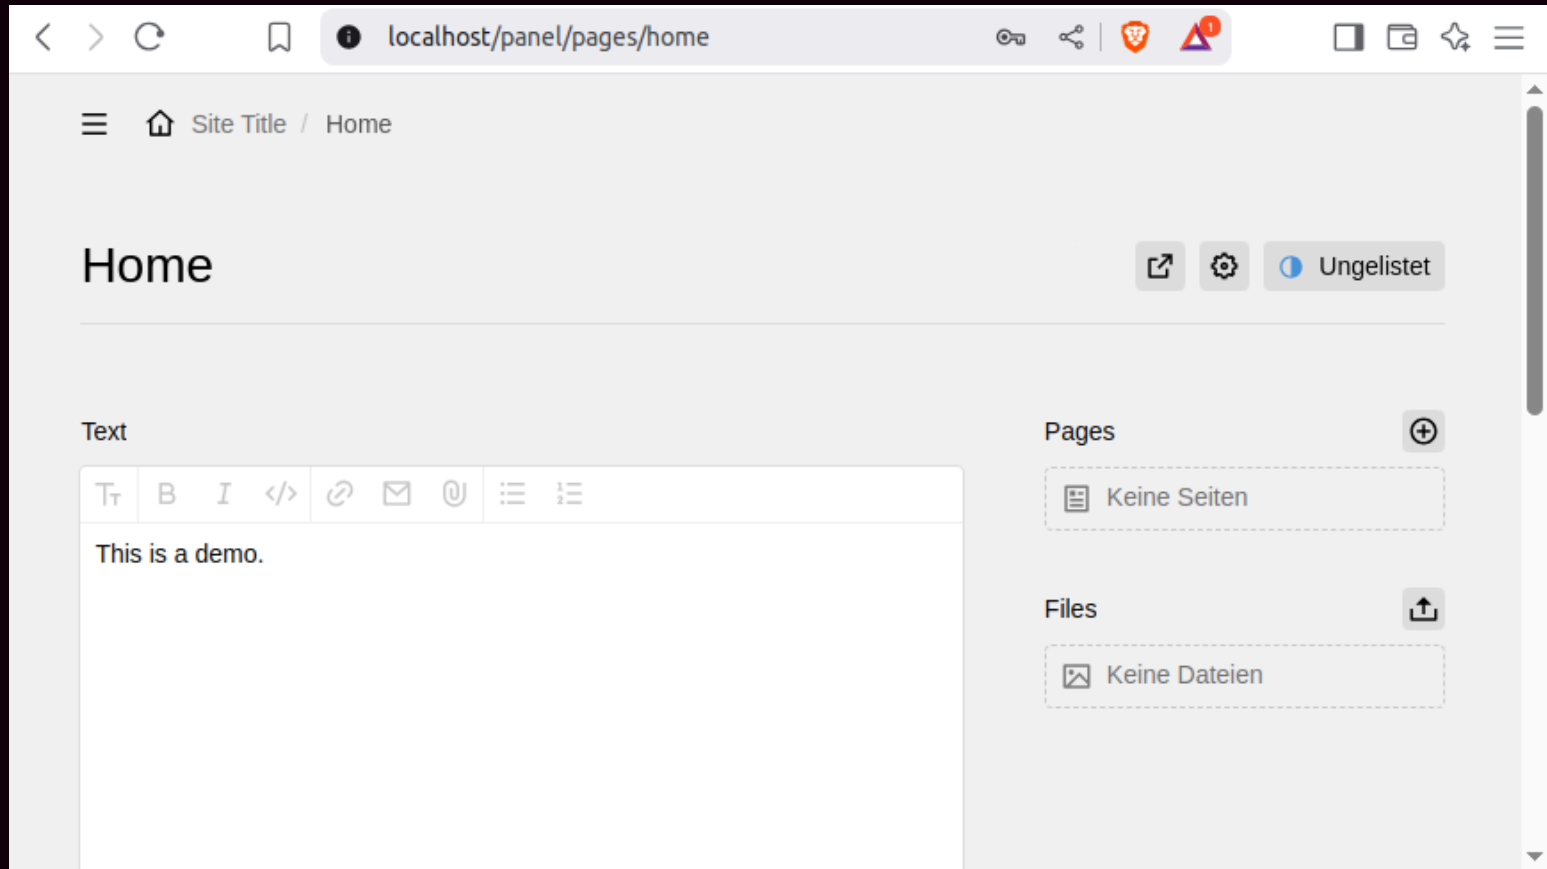 localhost/panel/pages/home
1
Site Title / Home
Home
Ungelistet
Text
Pages
Keine Seiten
This is a demo.
Files
Keine Dateien